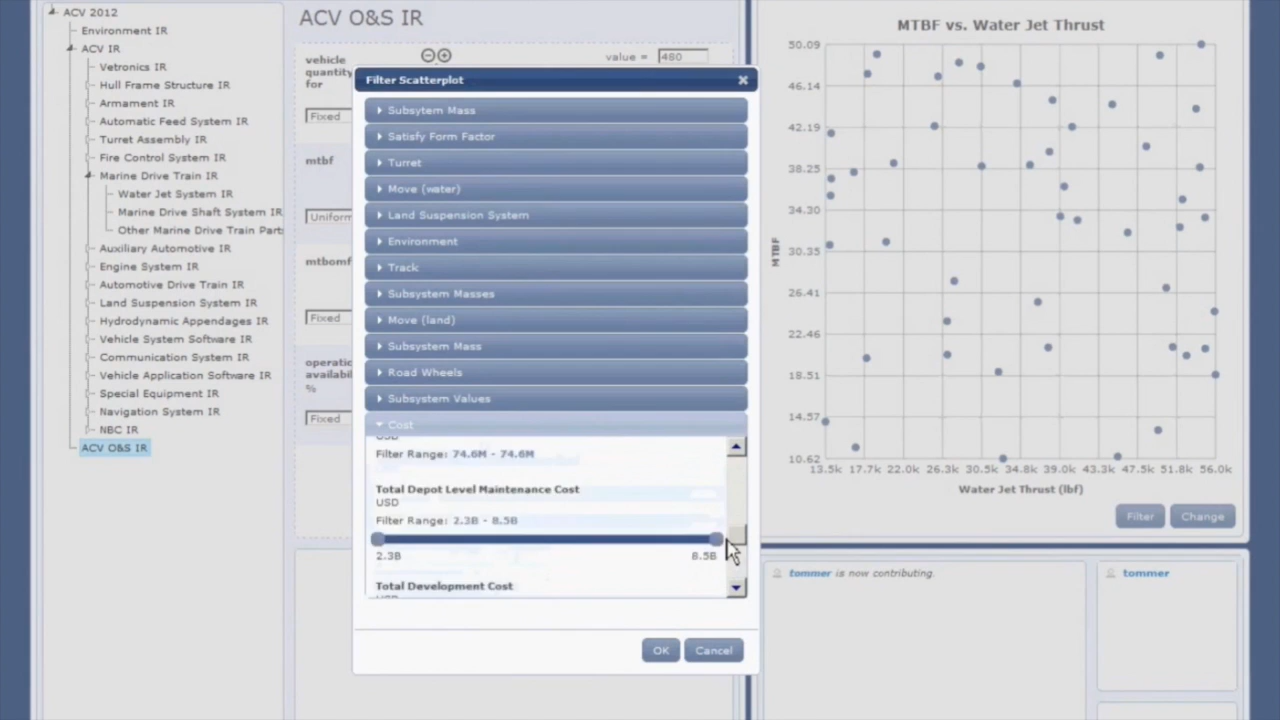 ACV 2012
Environment IR
ACV IR
Vetronics IR
Hull Frame Structure IR
Armament IR
Automatic Feed System IR
Turret Assembly IR
Fire Control System IR
Marine Drive Train IR
Water Jet System IR
Marine Drive Shaft System IR
Other Marine Drive Train Parts
Auxiliary Automotive IR
Engine System IR
Automotive Drive Train IR
Land Suspension System IR
Hydrodynamic Appendages IR
Vehicle System Software IR
Communication System IR
Vehicle Application Software IR
Special Equipment IR
Navigation System IR
NBC IR
ACV O&S IR
ACV O&S IR
vehicle
quantity
for
value = 480
Fixed
mtbf
Uniform
mtbomf
Fixed
operatic
availabil
%
Fixed
Filter Scatterplot
Subsytem Mass
Satisfy Form Factor
Turret
Move (water)
Land Suspension System
Environment
Track
Subsystem Masses
Move (land)
Subsystem Mass
Road Wheels
Subsystem Values
Cost
USD
Filter Range: 74.6M - 74.6M
Total Depot Level Maintenance Cost
USD
Filter Range: 2.3B - 8.5B
2.3B 8.5B
Total Development Cost
OK Cancel
MTBF vs. Water Jet Thrust
50.09
46.14
42.19
38.25
34.30
30.35
26.41
22.46
18.51
14.57
10.62
MTBF
13.5k 17.7k 22.0k 26.3k 30.5k 34.8k 39.0k 43.3k 47.5k 51.8k 56.0k
Water Jet Thrust (lbf)
Filter Change
tommer is now contributing.
tommer